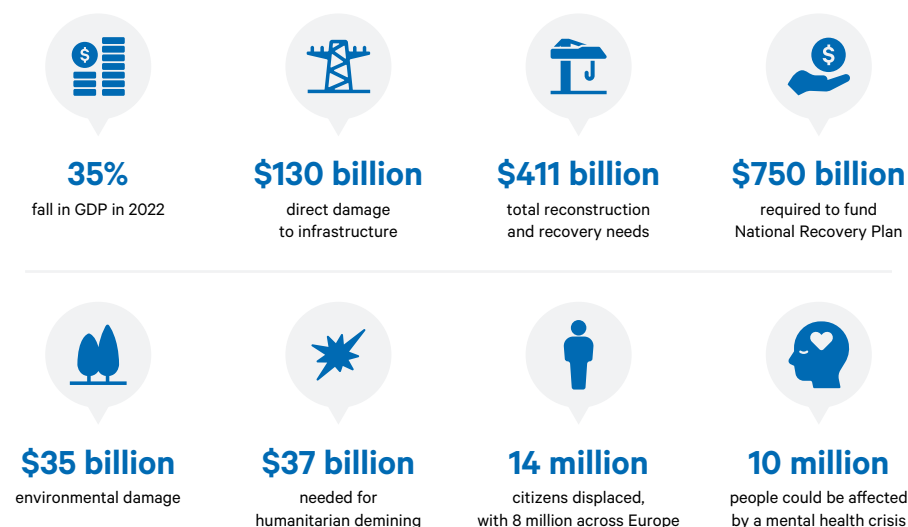 $
$
35%
fall in GDP in 2022
$130 billion
direct damage
to infrastructure
$411 billion
total reconstruction
and recovery needs
$750 billion
required to fund
National Recovery Plan
$35 billion
environmental damage
$37 billion
needed for
humanitarian demining
14 million
citizens displaced,
with 8 million across Europe
10 million
people could be affected
by a mental health crisis